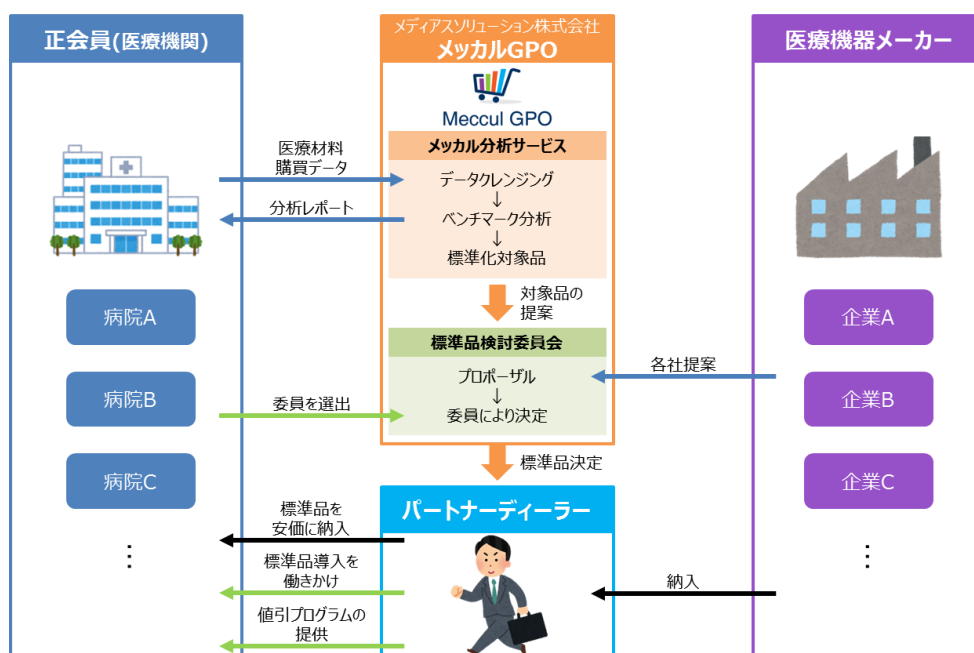 正会員(医療機関)
病院A
病院B
病院C
⋮
医療材料
購買データ
分析レポート
委員を選出
標準品を
安価に納入
標準品導入を
働きかけ
値引プログラムの
提供
メディアスソリューション株式会社
メッカルGPO
Meccul GPO
メッカル分析サービス
データクレンジング
↓
ベンチマーク分析
↓
標準化対象品
対象品の
提案
標準品検討委員会
プロポーザル
↓
委員により決定
標準品決定
パートナーディーラー
各社提案
納入
医療機器メーカー
企業A
企業B
企業C
⋮